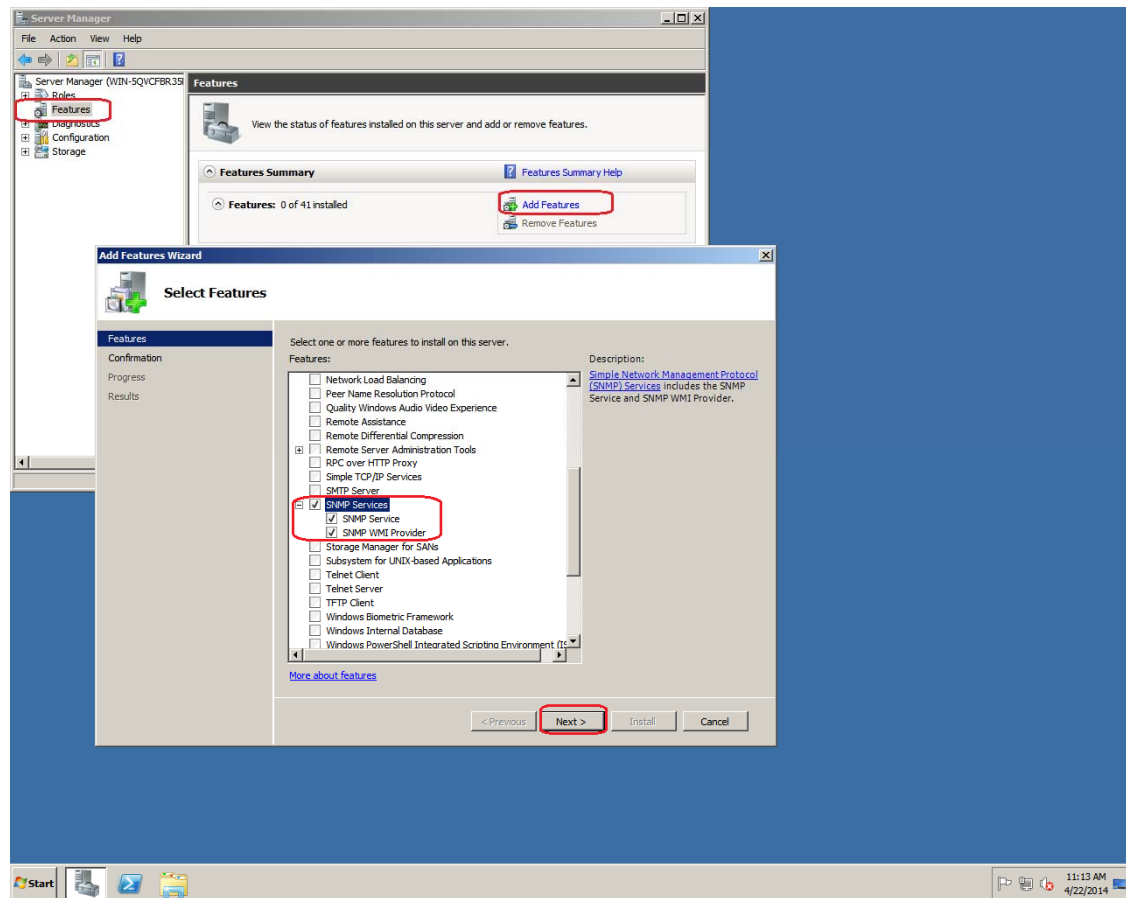 Server Manager
File Action View Help
Server Manager (WIN-5QVCFBR35I
Roles
Features
Diagnostics
Configuration
Storage
Features
View the status of features installed on this server and add or remove features.
Features Summary
Features Summary Help
Features: 0 of 41 installed
Add Features
Remove Features
Add Features Wizard
Select Features
Features
Confirmation
Progress
Results
Select one or more features to install on this server.
Features:
Network Load Balancing
Peer Name Resolution Protocol
Quality Windows Audio Video Experience
Remote Assistance
Remote Differential Compression
Remote Server Administration Tools
RPC over HTTP Proxy
Simple TCP/IP Services
SMTP Server
SNMP Services
SNMP Service
SNMP WMI Provider
Storage Manager for SANs
Subsystem for UNIX-based Applications
Telnet Client
Telnet Server
TFTP Client
Windows Biometric Framework
Windows Internal Database
Windows PowerShell Integrated Scripting Environment (IS
Description:
Simple Network Management Protocol
(SNMP) Services includes the SNMP
Service and SNMP WMI Provider.
More about features
< Previous
Next >
Install
Cancel
Start
11:13 AM
4/22/2014